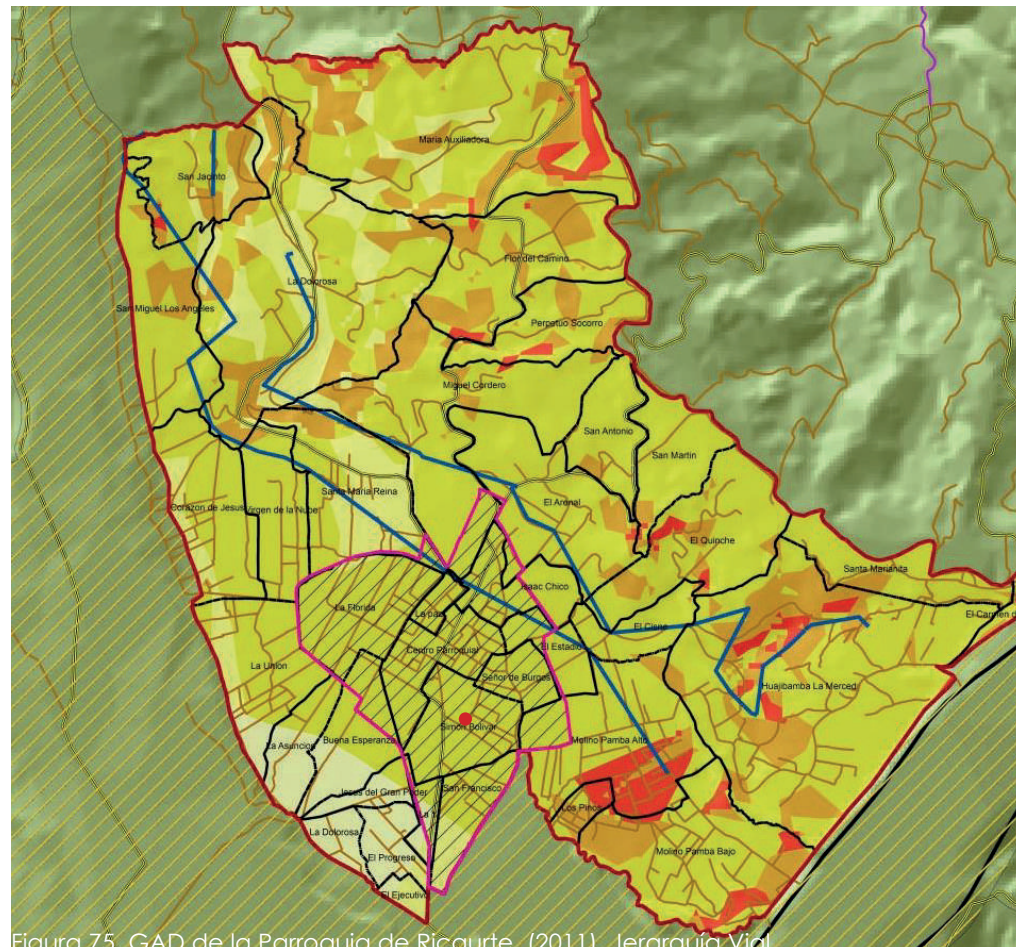 Maria Auxiliadora
San Jacinto
Flor del Camino
La Dolorosa
San Miguel Los Angeles
Perpetuo Socorro
Miguel Cordero
San Antonio
San Martin
Santa Maria Reina
El Arenal
Corazon de Jesus
Virgen de la Nube
El Quinche
Santa Marianita
Isaac Chico
La Florida
La paz
El Carmen d
El Cisne
Centro Parroquial
El Estadio
La Union
Señor de Burgos
Huajibamba La Merced
Simon Bolivar
Buena Esperanza
Molino Pamba Alto
La Asuncion
Jesus del Gran Poder
San Francisco
Los Pinos
La Dolorosa
Molino Pamba Bajo
El Progreso
El Ejecutivo
Figura 75. GAD de la Parroquia de Ricaurte. (2011). Jerarquía Vial